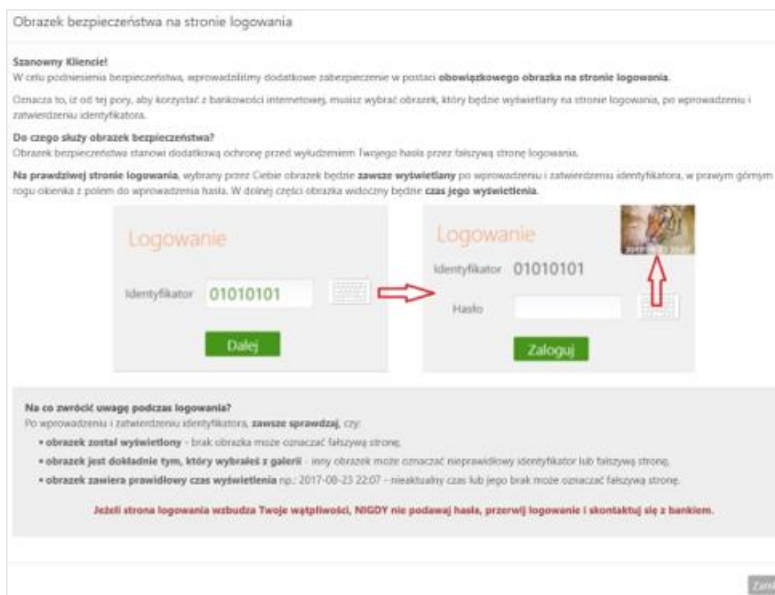 Obrazek bezpieczeństwa na stronie logowania
Szanowny Kliencie!
W celu podniesienia bezpieczeństwa, wprowadziliśmy dodatkowe zabezpieczenie w postaci obowiązkowego obrazka na stronie logowania.
Oznacza to, iż od tej pory, aby korzystać z bankowości internetowej, musisz wybrać obrazek, który będzie wyświetlany na stronie logowania, po wprowadzeniu i
zatwierdzeniu identyfikatora.
Do czego służy obrazek bezpieczeństwa?
Obrazek bezpieczeństwa stanowi dodatkową ochronę przed wyłudzeniem Twojego hasła przez fałszywą stronę logowania.
Na prawdziwej stronie logowania, wybrany przez Ciebie obrazek będzie zawsze wyświetlany po wprowadzeniu i zatwierdzeniu identyfikatora, w prawym górnym
rogu okienka z polem do wprowadzenia hasła. W dolnej części obrazka widoczny będzie czas jego wyświetlenia.
Logowanie
Identyfikator 01010101
Dalej
Logowanie
Identyfikator 01010101
Hasło
Zaloguj
Na co zwrócić uwagę podczas logowania?
Po wprowadzeniu i zatwierdzeniu identyfikatora, zawsze sprawdzaj, czy:
• obrazek został wyświetlony - brak obrazka może oznaczać fałszywą stronę,
• obrazek jest dokładnie tym, który wybrałeś z galerii - inny obrazek może oznaczać nieprawidłowy identyfikator lub fałszywą stronę,
• obrazek zawiera prawidłowy czas wyświetlenia np.: 2017-08-23 22:07 - nieaktualny czas lub jego brak może oznaczać fałszywą stronę.
Jeżeli strona logowania wzbudza Twoje wątpliwości, NIGDY nie podawaj hasła, przerwij logowanie i skontaktuj się z bankiem.